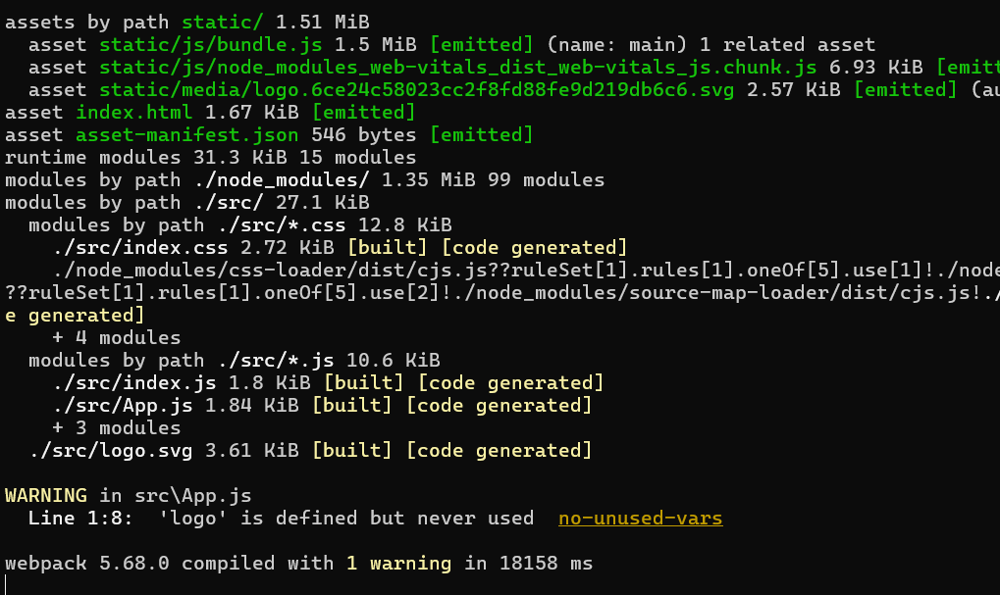 assets by path static/ 1.51 MiB
asset static/js/bundle.js 1.5 MiB [emitted] (name: main) 1 related asset
asset static/js/node_modules_web-vitals_dist_web-vitals_js.chunk.js 6.93 KiB [emitt
asset static/media/logo.6ce24c58023cc2f8fd88fe9d219db6c6.svg 2.57 KiB [emitted] (au
asset index.html 1.67 KiB [emitted]
asset asset-manifest.json 546 bytes [emitted]
runtime modules 31.3 KiB 15 modules
modules by path ./node_modules/ 1.35 MiB 99 modules
modules by path ./src/ 27.1 KiB
modules by path ./src/*.css 12.8 KiB
./src/index.css 2.72 KiB [built] [code generated]
./node_modules/css-loader/dist/cjs.js??ruleSet[1].rules[1].oneOf[5].use[1]!./node
??ruleSet[1].rules[1].oneOf[5].use[2]!./node_modules/source-map-loader/dist/cjs.js!./
e generated]
+ 4 modules
modules by path ./src/*.js 10.6 KiB
./src/index.js 1.8 KiB [built] [code generated]
./src/App.js 1.84 KiB [built] [code generated]
+ 3 modules
./src/logo.svg 3.61 KiB [built] [code generated]
WARNING in src\App.js
Line 1:8:  'logo' is defined but never used  no-unused-vars
webpack 5.68.0 compiled with 1 warning in 18158 ms